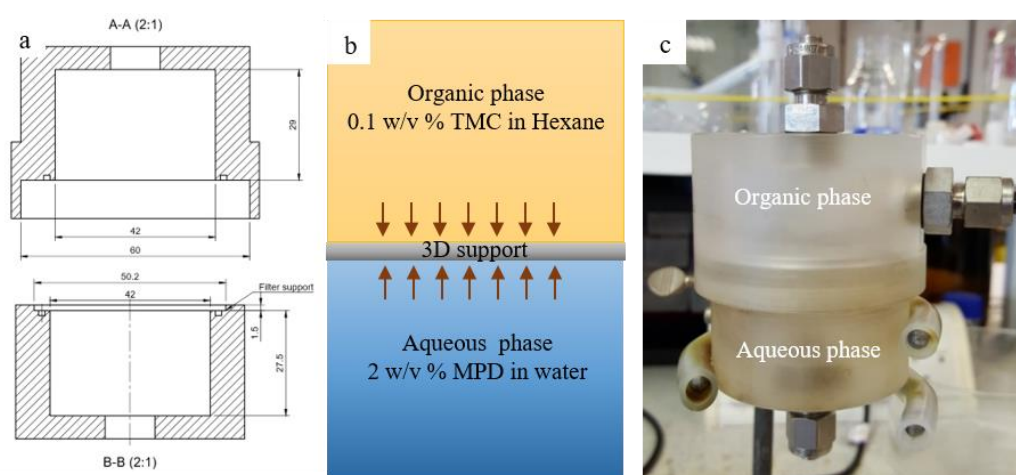 a
A-A (2:1)
29
42
60
50.2
42
Filter support
1.5
27.5
B-B (2:1)
b
Organic phase
0.1 w/v % TMC in Hexane
3D support
Aqueous  phase
2 w/v % MPD in water
c
Organic phase
Aqueous phase